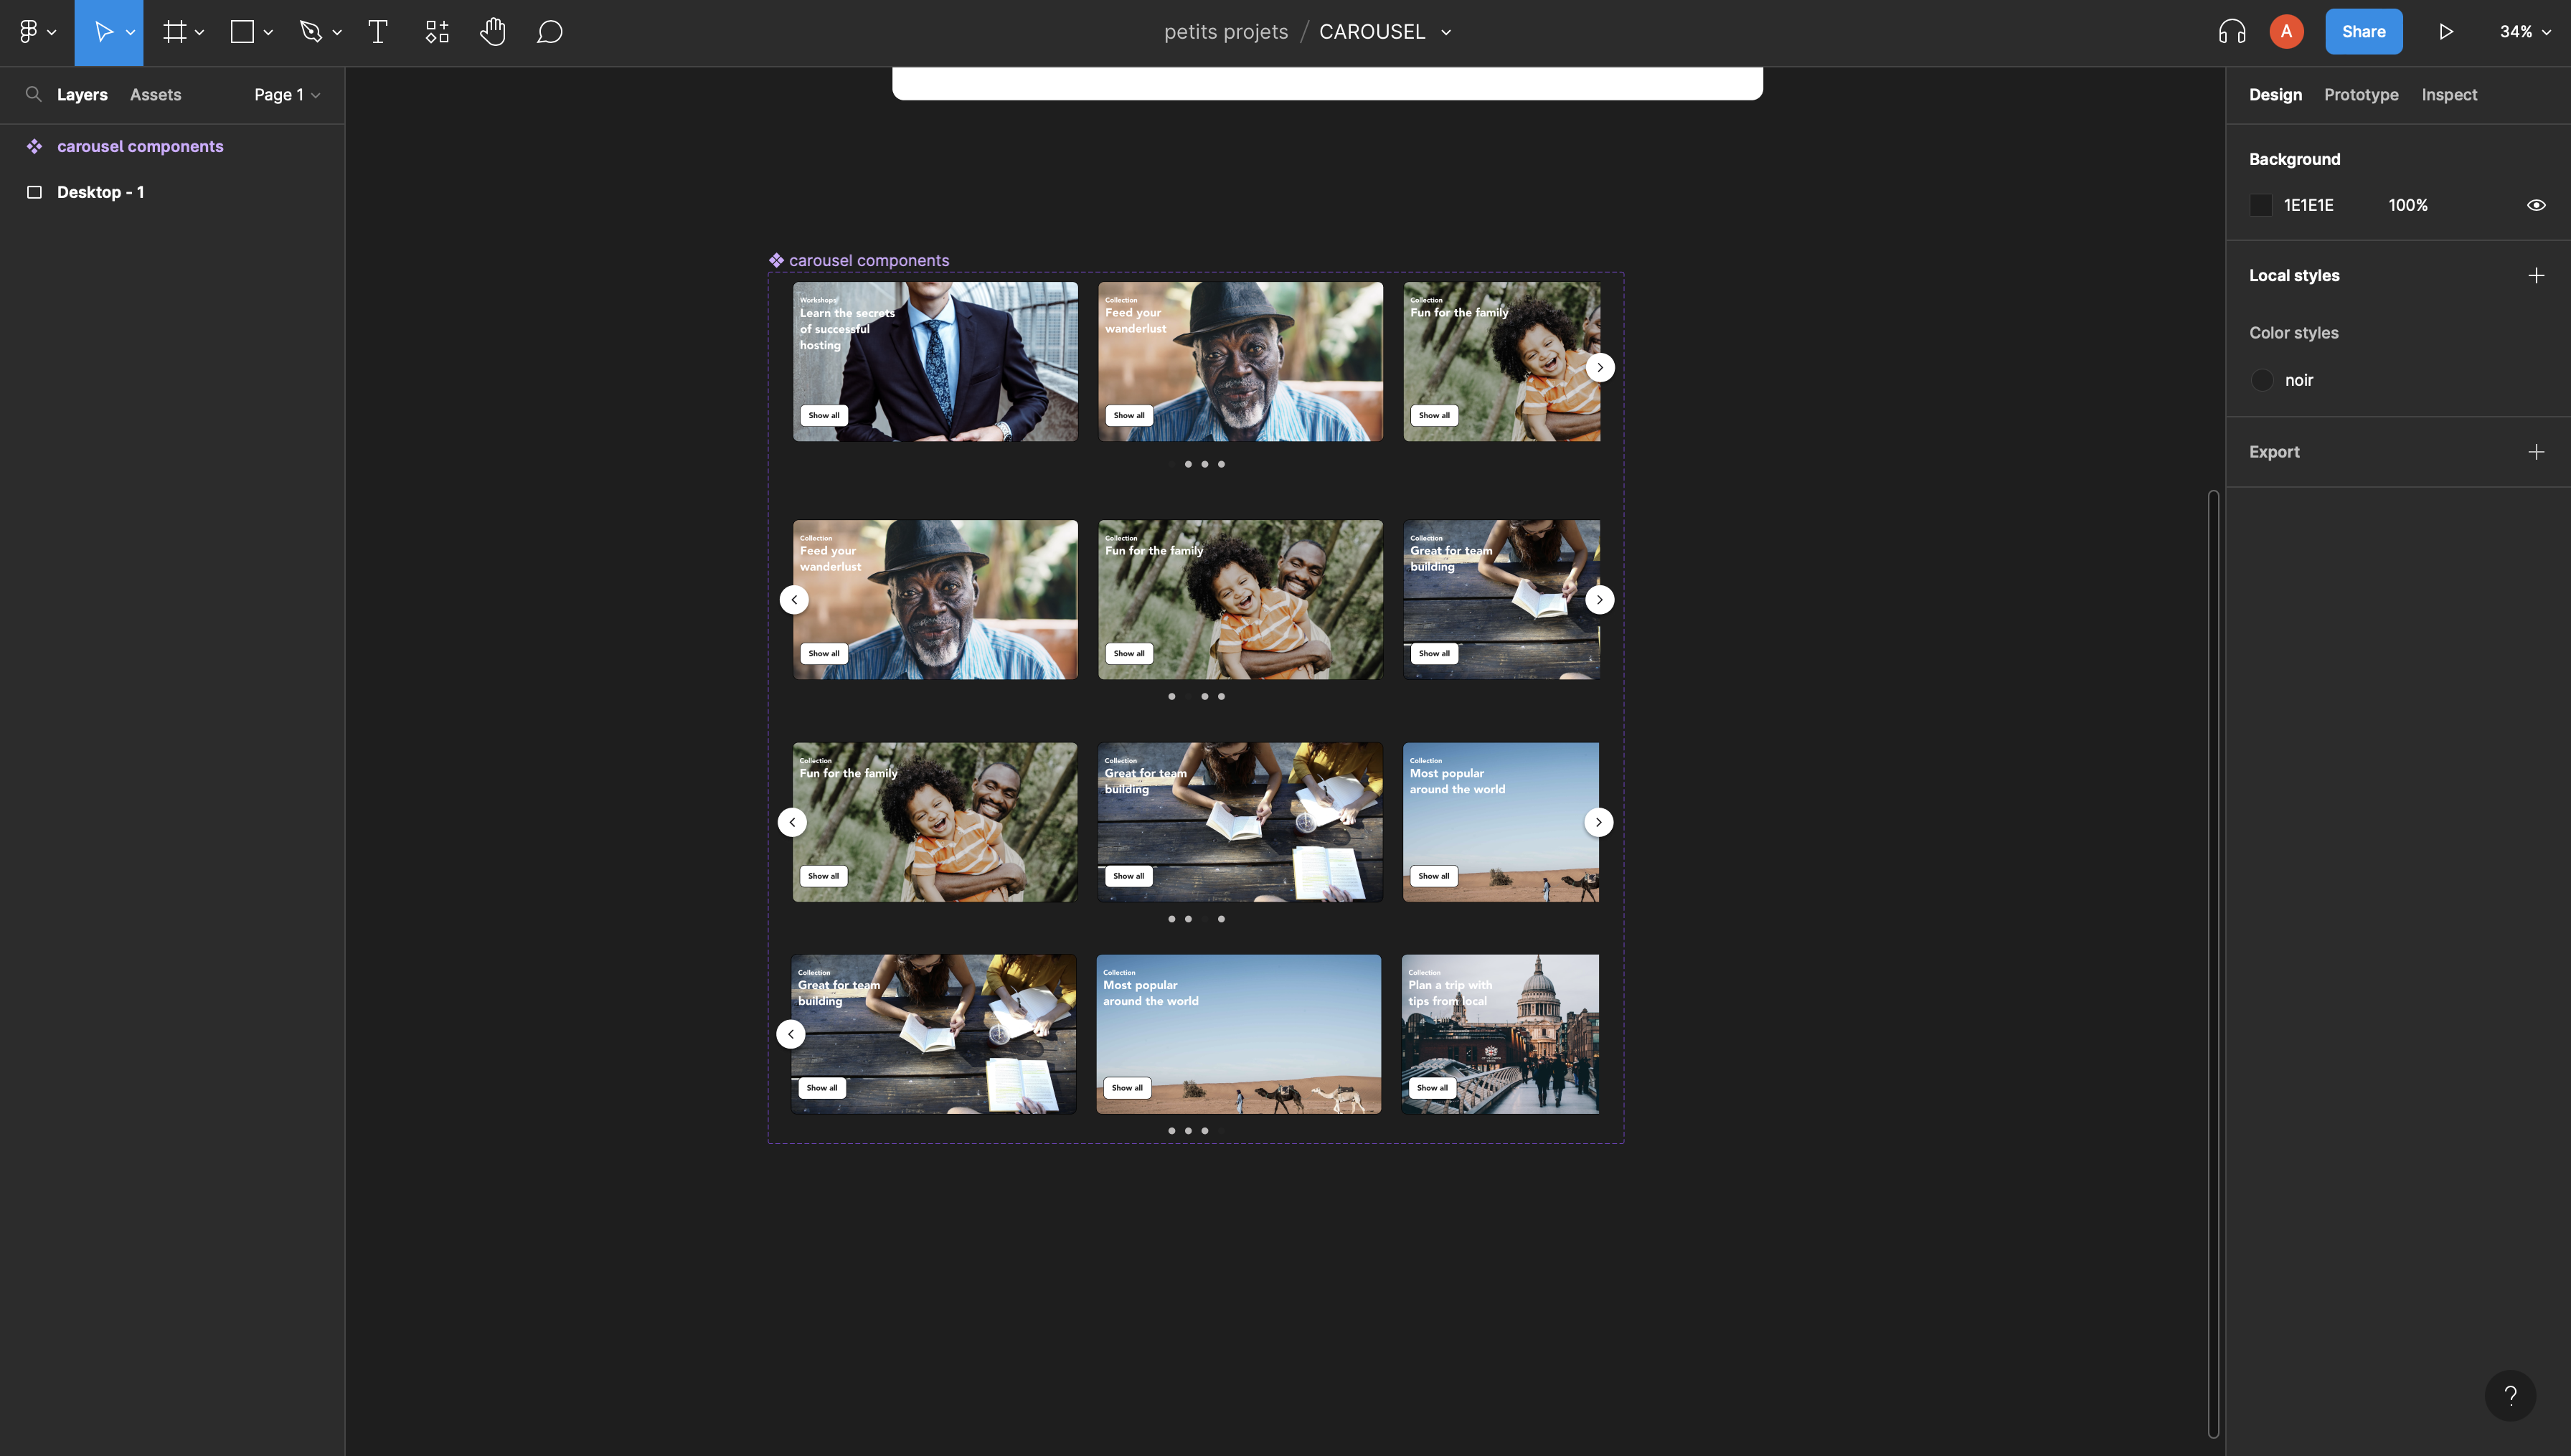 petits projets / CAROUSEL
A
Share
34%
Layers
Assets
Page 1
carousel components
Desktop - 1
Design
Prototype
Inspect
Background
1E1E1E
100%
Local styles
Color styles
noir
Export
carousel components
Workshops!
Learn the secrets
of successful
hosting
Show all
Collection
Feed your
wanderlust
Show all
Collection
Fun for the family
Show all
Collection
Feed your
wanderlust
Show all
Collection
Fun for the family
Show all
Collection
Great for team
building
Show all
Collection
Fun for the family
Show all
Collection
Great for team
building
Show all
Collection
Most popular
around the world
Show all
Collection
Great for team
building
Show all
Collection
Most popular
around the world
Show all
Collection
Plan a trip with
tips from local
Show all
?